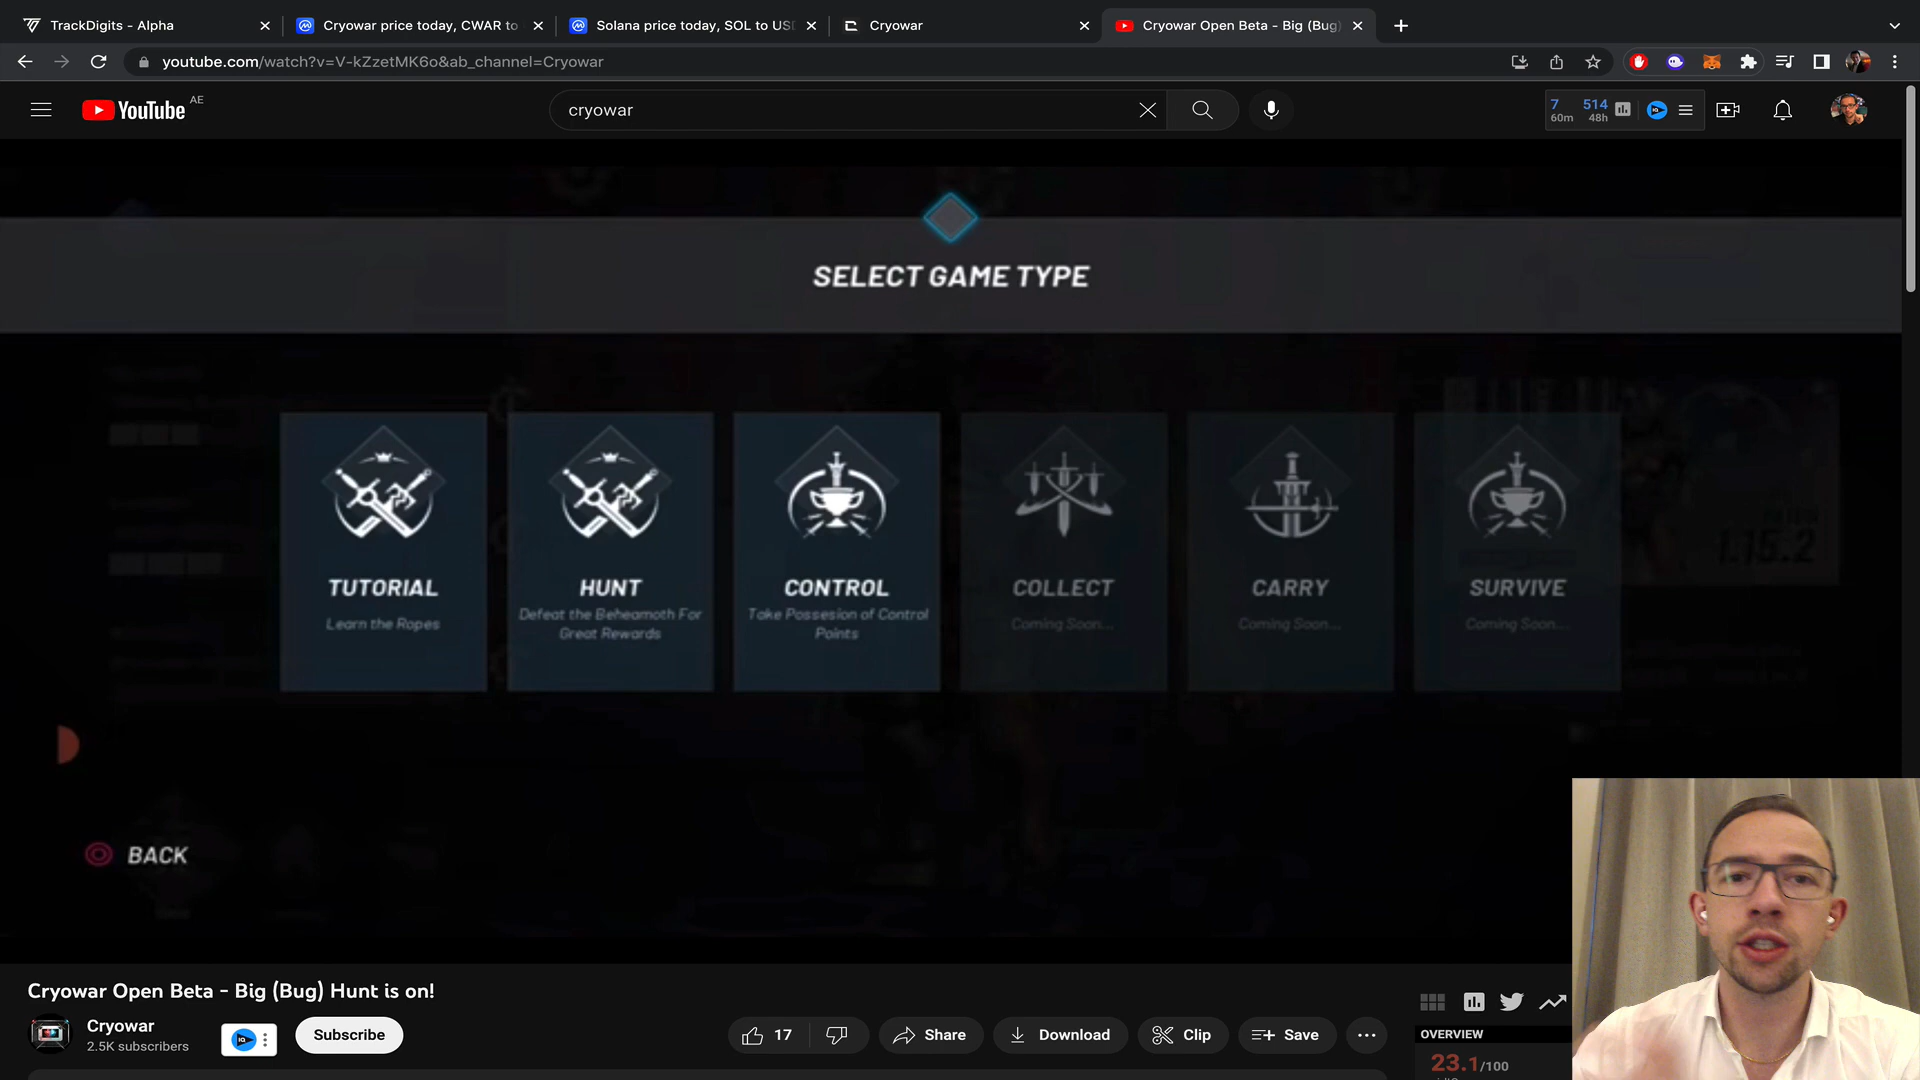 TrackDigits - Alpha
Cryowar price today, CWAR to
Solana price today, SOL to US
Cryowar
Cryowar Open Beta - Big (Bug)
youtube.com/watch?v=V-kZzetMK6o&ab_channel=Cryowar
YouTube AE
cryowar
7 514
60m 48h
SELECT GAME TYPE
TUTORIAL
Learn the Ropes
HUNT
Defeat the Beheamoth For
Great Rewards
CONTROL
Take Possesion of Control
Points
COLLECT
Coming Soon...
CARRY
Coming Soon...
SURVIVE
Coming Soon...
1.15.2
BACK
Cryowar Open Beta - Big (Bug) Hunt is on!
Cryowar
2.5K subscribers
Subscribe
17
Share
Download
Clip
Save
OVERVIEW
23.1/100